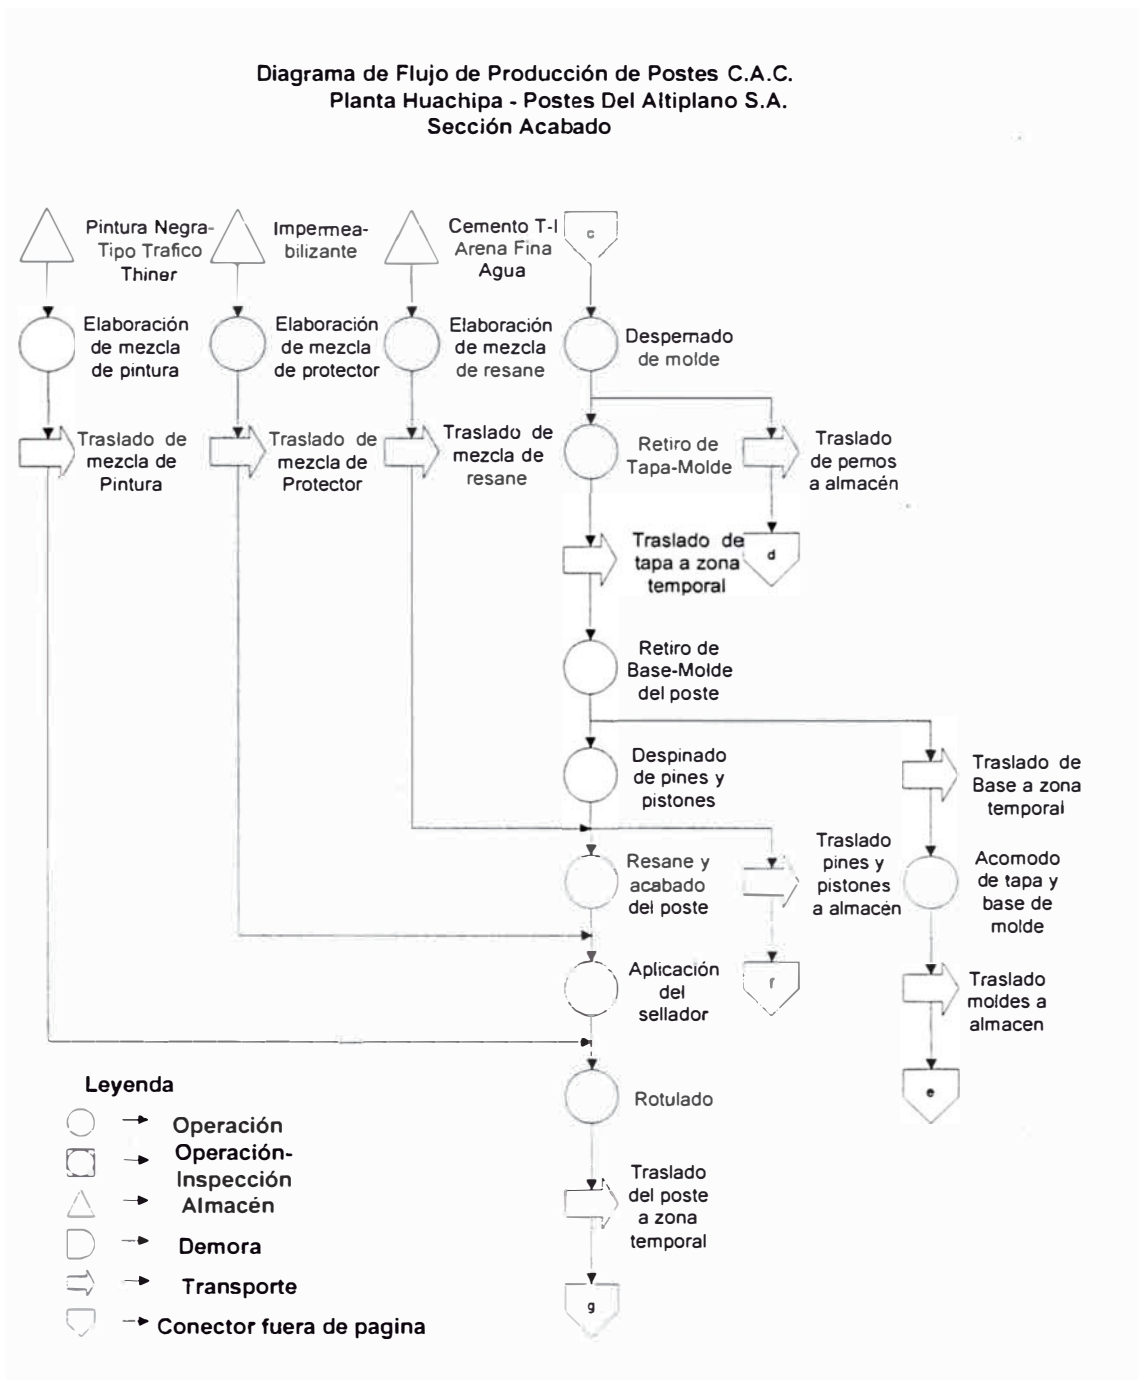 Diagrama de Flujo de Producción de Postes C.A.C.
Planta Huachipa - Postes Del Altiplano S.A.
Sección Acabado
Pintura Negra-
Tipo Trafico
Thiner
Impermea-
bilizante
Cemento T-I
Arena Fina
Agua
c
Elaboración
de mezcla
de pintura
Elaboración
de mezcla
de protector
Elaboración
de mezcla
de resane
Despernado
de molde
Traslado de
mezcla de
Pintura
Traslado de
mezcla de
Protector
Traslado de
mezcla de
resane
Retiro de
Tapa-Molde
Traslado
de pernos
a almacén
Traslado de
tapa a zona
temporal
d
Retiro de
Base-Molde
del poste
Despinado
de pines y
pistones
Traslado de
Base a zona
temporal
Resane y
acabado
del poste
Traslado
pines y
pistones
a almacén
Acomodo
de tapa y
base de
molde
Aplicación
del
sellador
f
Traslado
moldes a
almacen
Rotulado
e
Traslado
del poste
a zona
temporal
g
Leyenda
Operación
Operación-
Inspección
Almacén
Demora
Transporte
Conector fuera de pagina